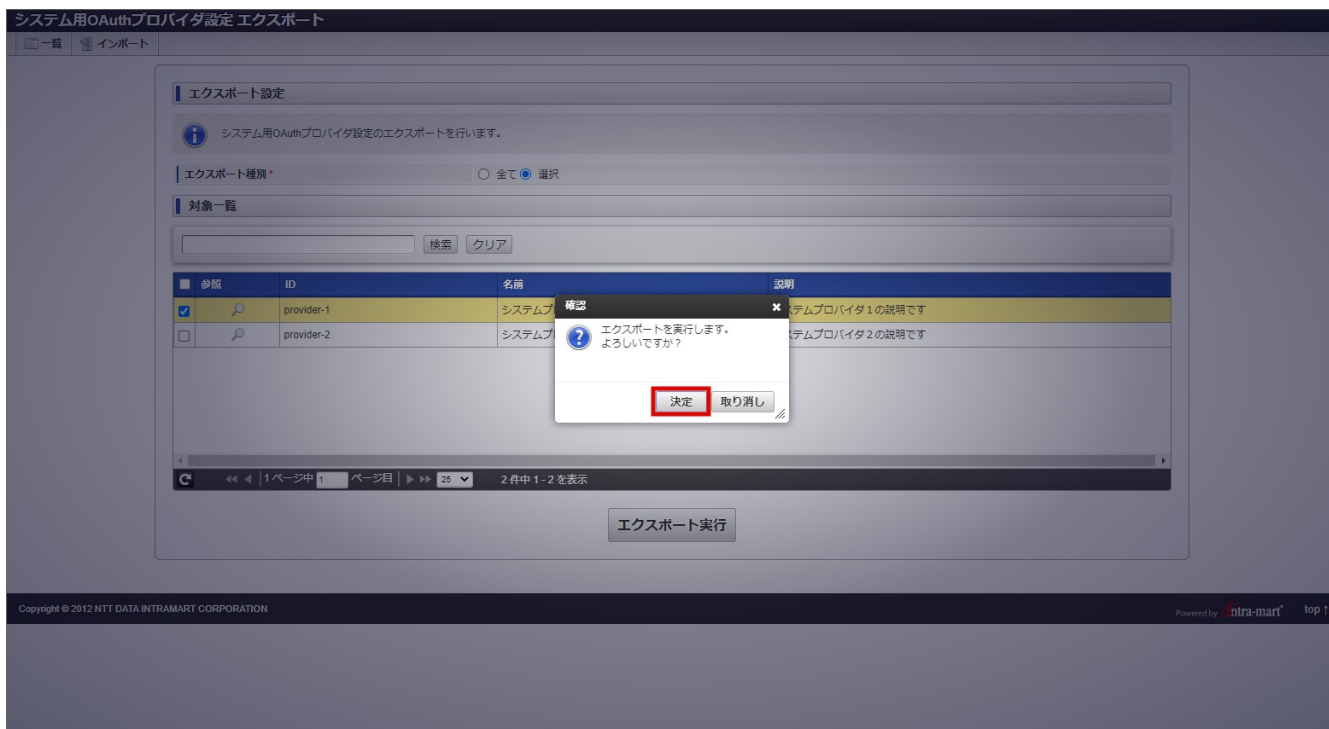 システム用OAuthプロバイダ設定 エクスポート
一覧 インポート
エクスポート設定
システム用OAuthプロバイダ設定のエクスポートを行います。
エクスポート種別* 全て 選択
対象一覧
検索 クリア
参照 ID 名前 説明
provider-1 システムプ テムプロバイダ1の説明です
provider-2 システムプ テムプロバイダ2の説明です
確認
エクスポートを実行します。
よろしいですか？
決定 取り消し
1 ページ中 1 ページ目 25 2 件中 1 - 2 を表示
エクスポート実行
Copyright © 2012 NTT DATA INTRAMART CORPORATION
Powered by intra-mart top ↑